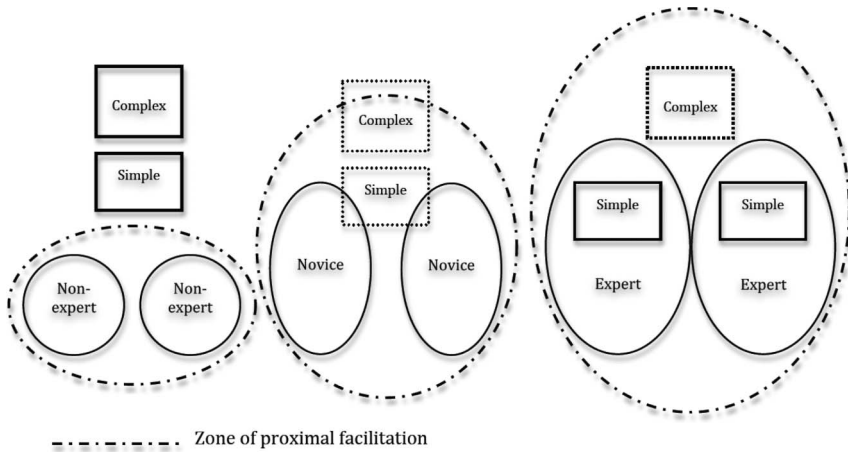 Complex
Simple
Non-
expert
Non-
expert
Complex
Simple
Novice
Novice
Complex
Simple
Simple
Expert
Expert
Zone of proximal facilitation